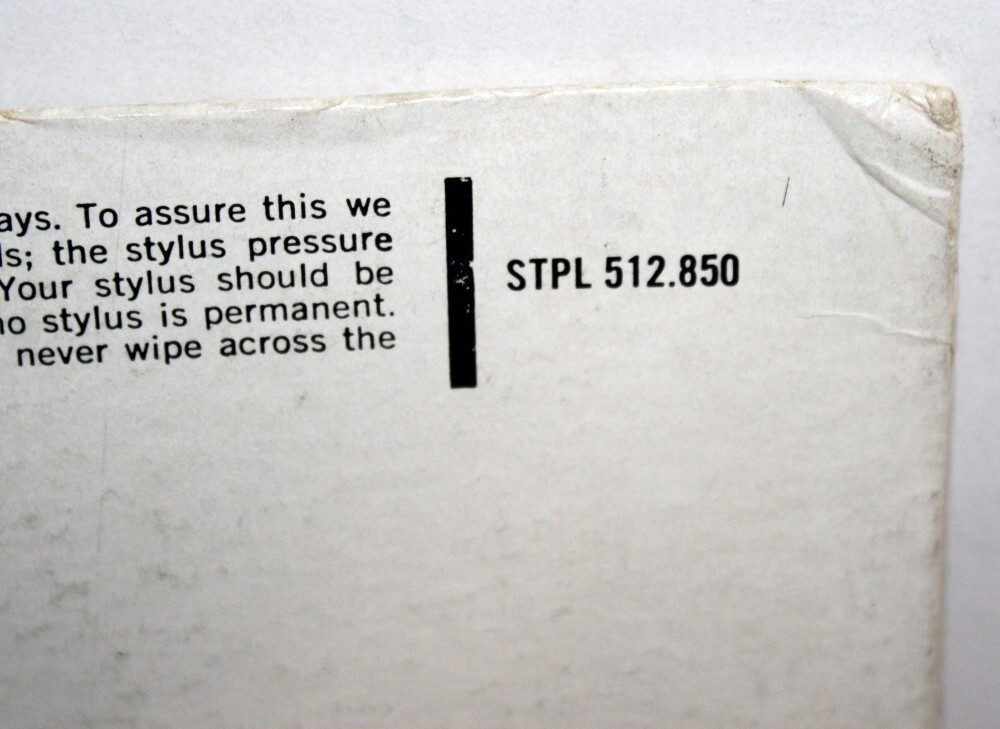 ays. To assure this we
ls; the stylus pressure
Your stylus should be
no stylus is permanent.
never wipe across the
STPL 512.850